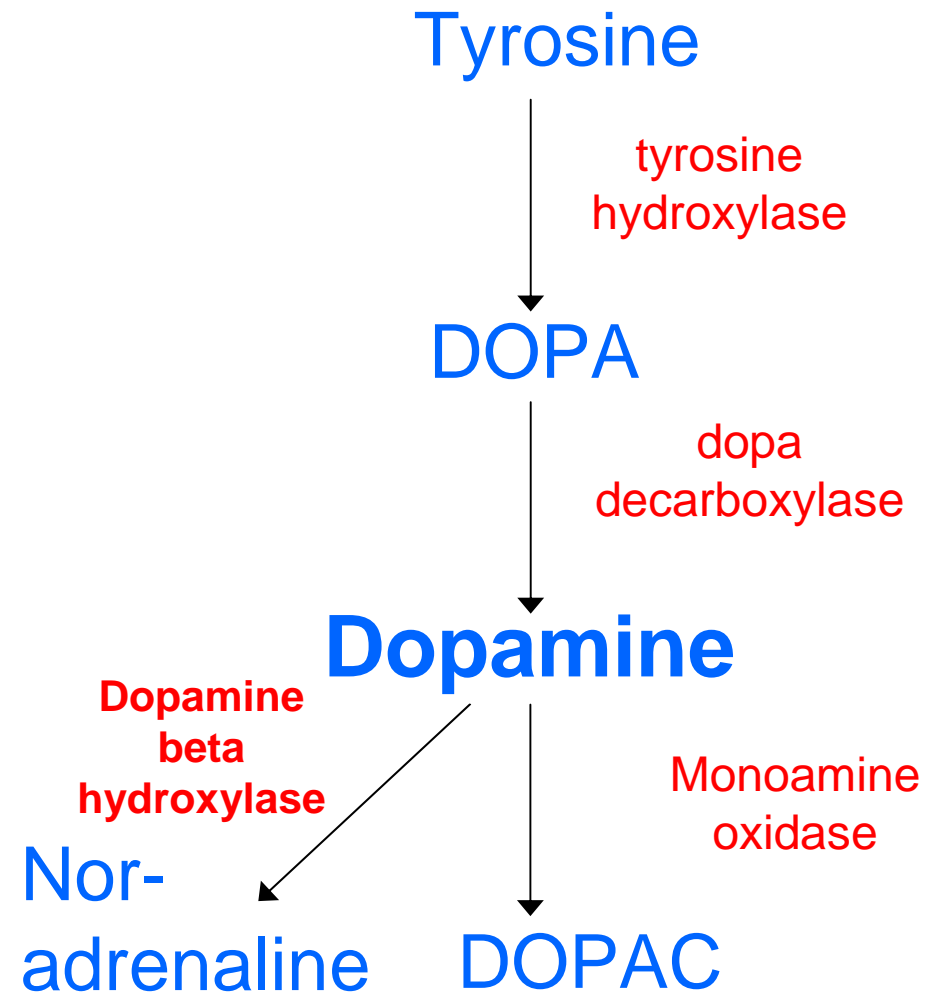 Tyrosine
tyrosine
hydroxylase
DOPA
dopa
decarboxylase
Dopamine
Dopamine
beta
hydroxylase
Monoamine
oxidase
Nor-
adrenaline
DOPAC